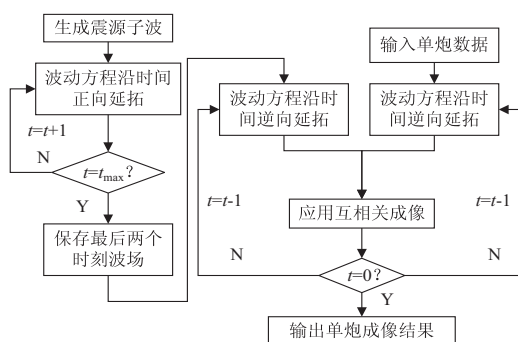 生成震源子波
波动方程沿时间
正向延拓
t=t+1
N
t=tmax?
Y
保存最后两个
时刻波场
输入单炮数据
波动方程沿时
间逆向延拓
波动方程沿时
间逆向延拓
t=t-1
t=t-1
应用互相关成像
N
t=0?
N
Y
输出单炮成像结果